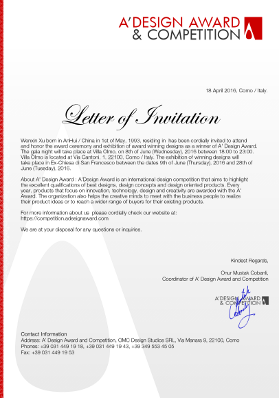 A'DESIGN AWARD
& COMPETITION
18 April 2016, Como / Italy
Letter of Invitation
Warren Xu born in AnHui / China in 1st of May, 1993, residing in has been cordially invited to attend
and honor the award ceremony and exhibition of award winning designs as a winner of A' Design Award.
The gala night will take place at Villa Olmo, on 8th of June (Wednesday), 2016 between 18:00 to 23:00.
Villa Olmo is located at Via Cantoni, 1, 22100, Como / Italy. The exhibition of winning designs will
take place in Ex-Chiesa di San Francesco between the dates 9th of June (Thursday), 2016 and 28th of
June (Tuesday), 2016.
About A' Design Award: A'Design Award is an international design competition that aims to highlight
the excellent qualifications of best designs, design concepts and design oriented products. Every
year, products that focus on innovation, technology, design and creativity are awarded with the A'
Award. The organization also helps the creative minds to meet with the business people to realize
their product ideas or to reach a wider range of buyers for their existing products.
For more information about us please cordially check our website at:
https://competition.adesignaward.com
We are at your disposal for any questions or inquiries.
Kindest Regards,
Onur Mustak Cobanli,
Coordinator of A' Design Award and Competition
A'DESIGN AWARD
& COMPETITION
Contact Information
Address: A' Design Award and Competition, OMC Design Studios SRL, Via Manara 8, 22100, Como
Phones: +39 031 449 19 18, +39 031 449 19 43, +39 349 553 45 05
Fax: +39 031 449 19 53